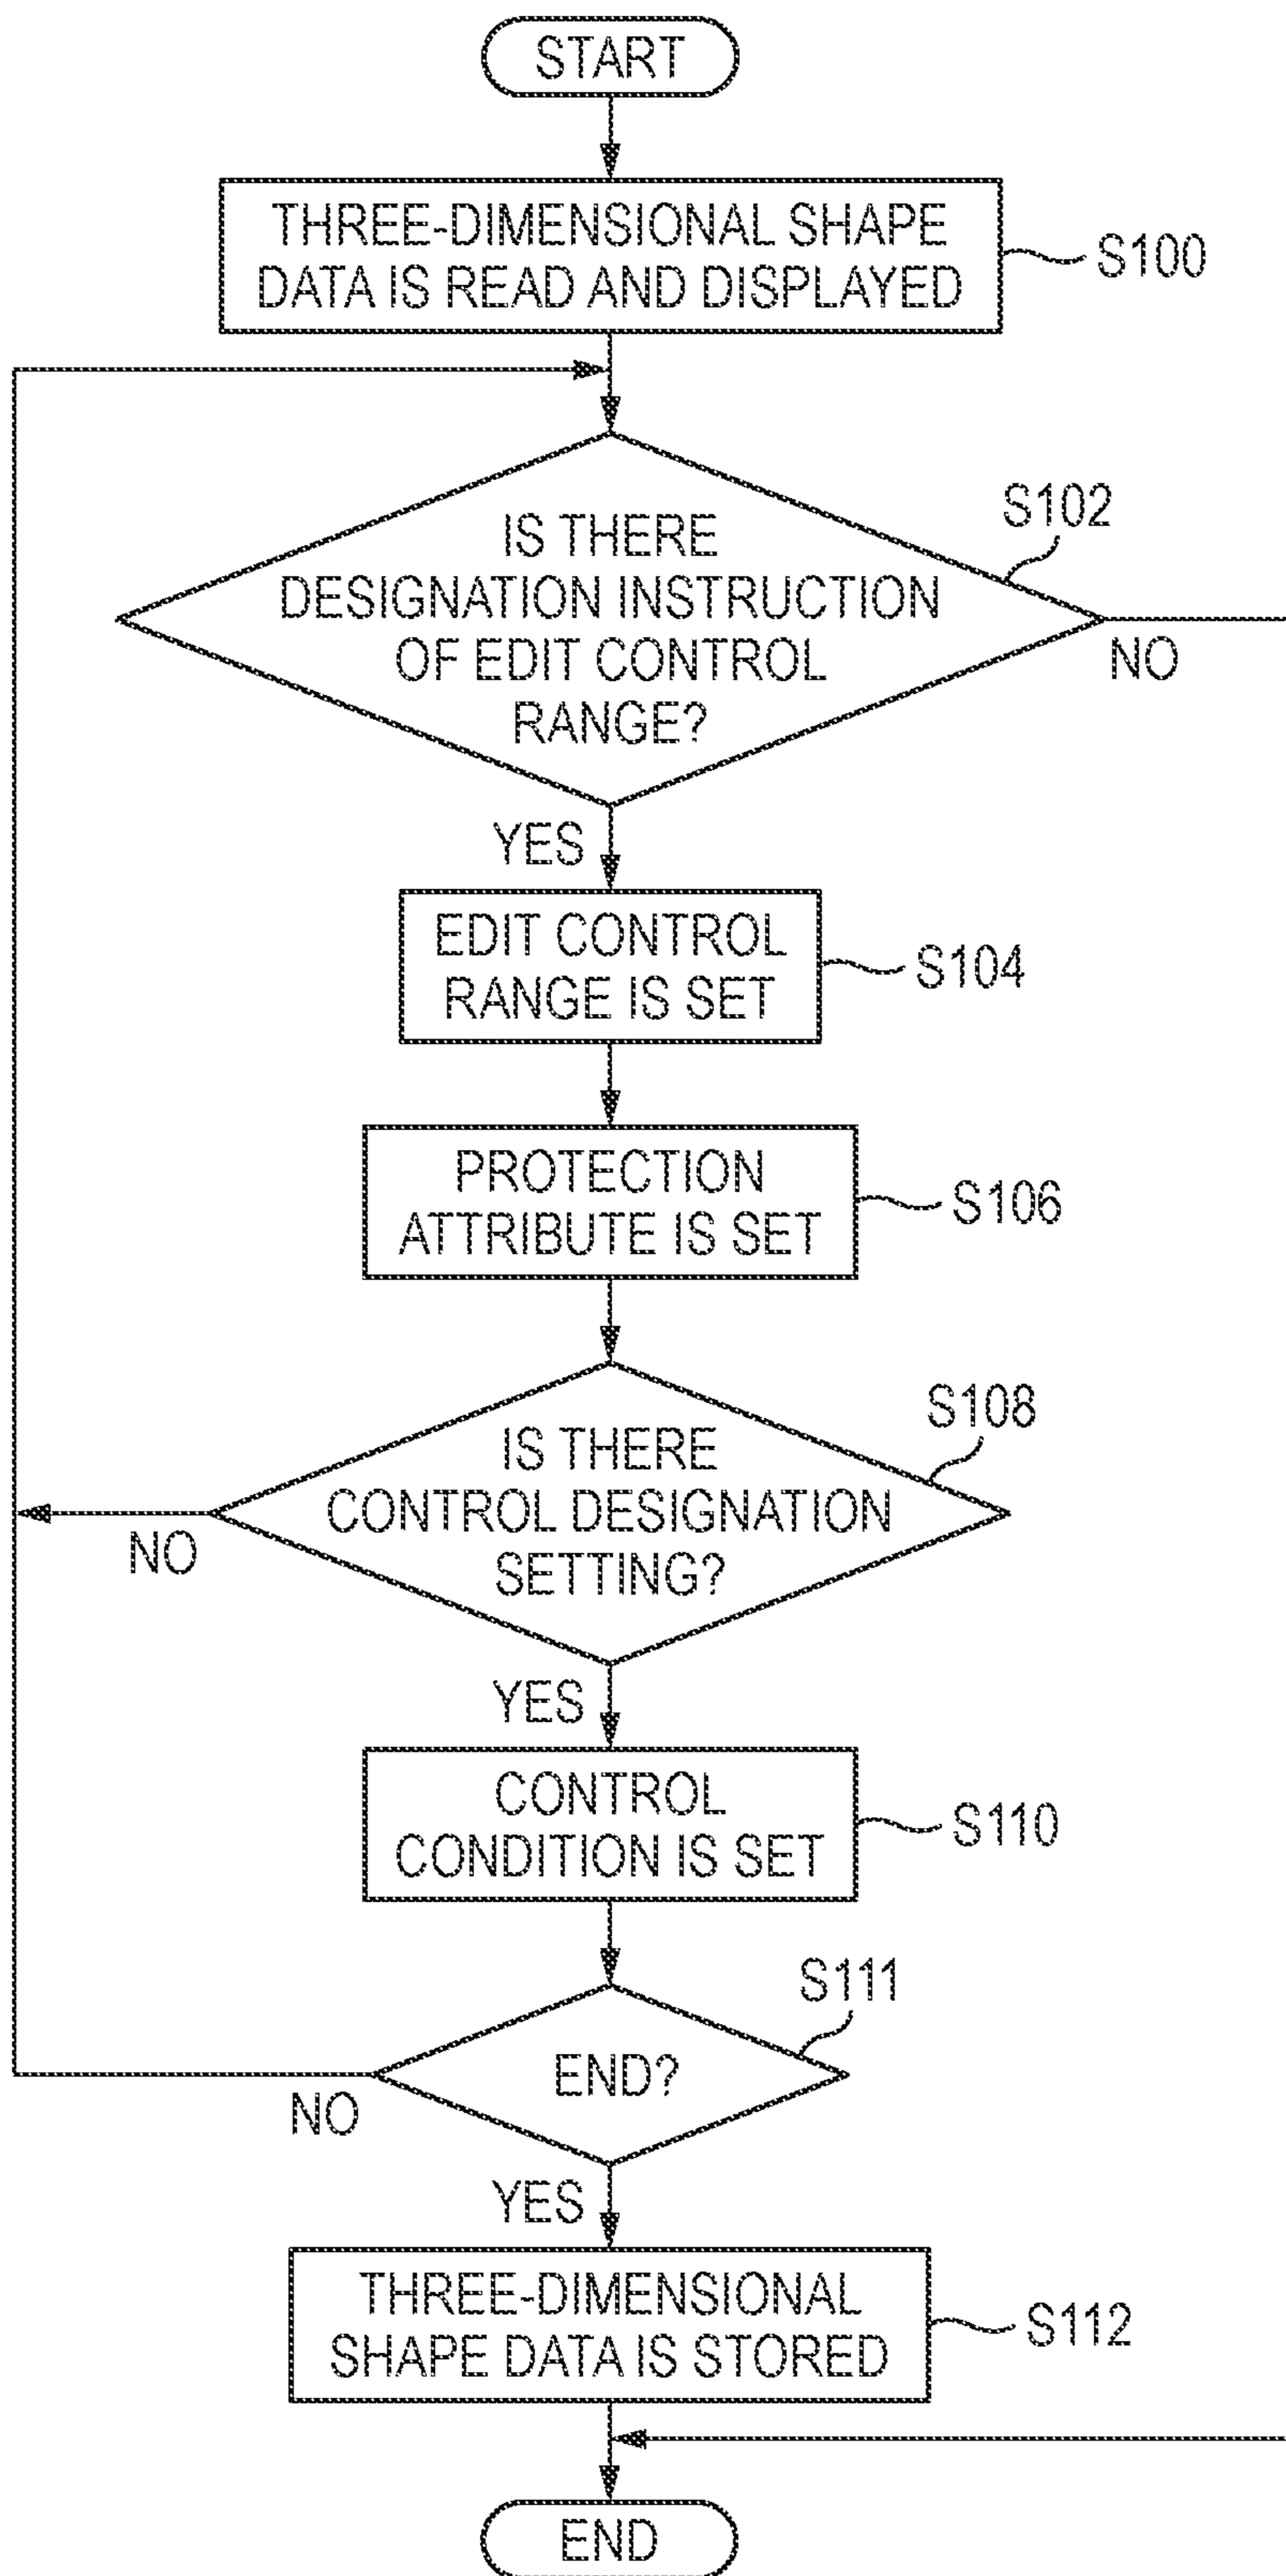 START
THREE-DIMENSIONAL SHAPE
DATA IS READ AND DISPLAYED
S100
S102
IS THERE
DESIGNATION INSTRUCTION
OF EDIT CONTROL
RANGE?
NO
YES
EDIT CONTROL
RANGE IS SET
S104
PROTECTION
ATTRIBUTE IS SET
S106
S108
IS THERE
CONTROL DESIGNATION
SETTING?
NO
YES
CONTROL
CONDITION IS SET
S110
S111
END?
NO
YES
THREE-DIMENSIONAL
SHAPE DATA IS STORED
S112
END